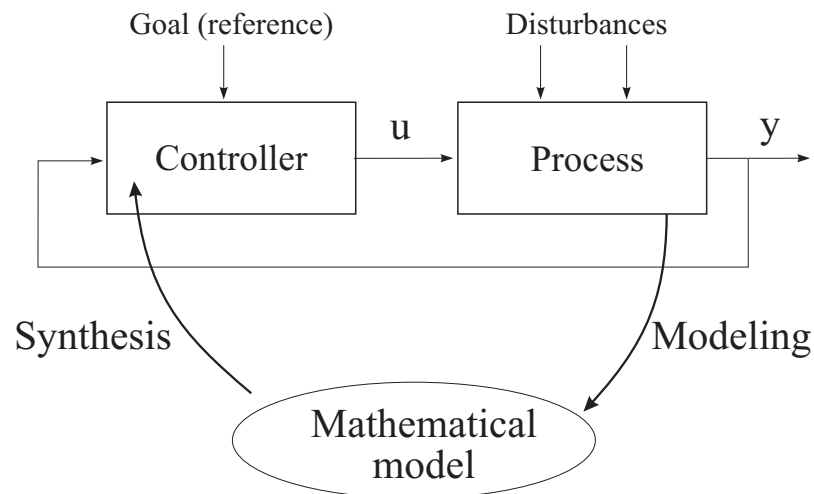 Goal (reference)
Disturbances
Controller
u
Process
y
Synthesis
Modeling
Mathematical
model